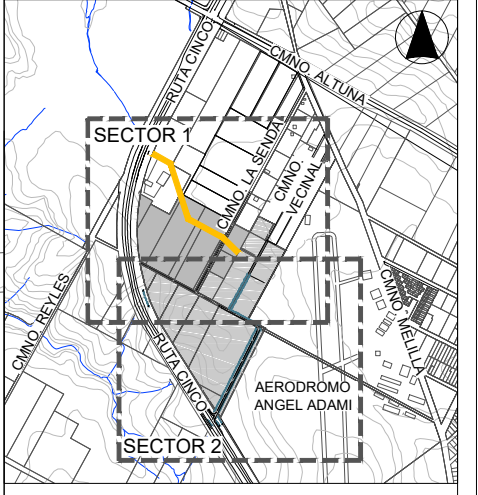 CMNO. ALTUNA
RUTA CINCO
SECTOR 1
CMNO. LA SENDA
CMNO.
VECINAL
CMNO. REYLES
CMNO. MELILLA
RUTA CINCO
AERODROMO
ANGEL ADAMI
SECTOR 2